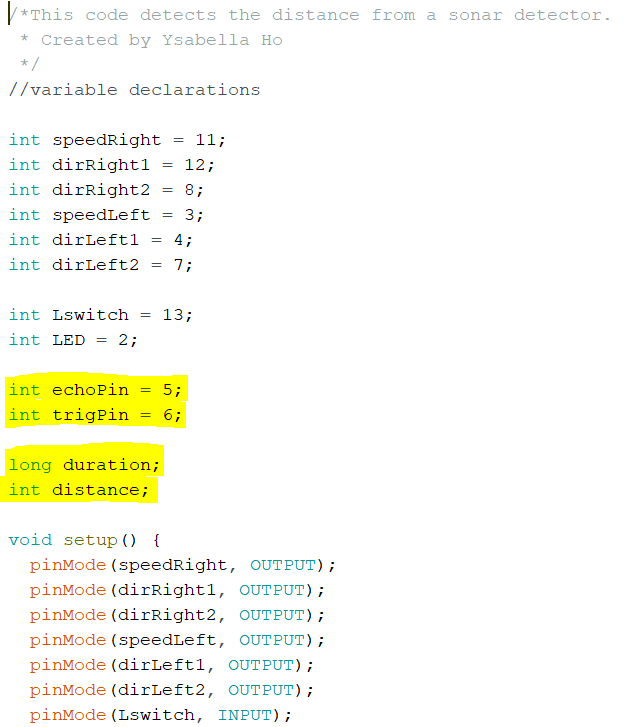 /*This code detects the distance from a sonar detector.
 * Created by Ysabella Ho
 */
//variable declarations
int speedRight = 11;
int dirRight1 = 12;
int dirRight2 = 8;
int speedLeft = 3;
int dirLeft1 = 4;
int dirLeft2 = 7;
int Lswitch = 13;
int LED = 2;
int echoPin = 5;
int trigPin = 6;
long duration;
int distance;
void setup() {
  pinMode(speedRight, OUTPUT);
  pinMode(dirRight1, OUTPUT);
  pinMode(dirRight2, OUTPUT);
  pinMode(speedLeft, OUTPUT);
  pinMode(dirLeft1, OUTPUT);
  pinMode(dirLeft2, OUTPUT);
  pinMode(Lswitch, INPUT);